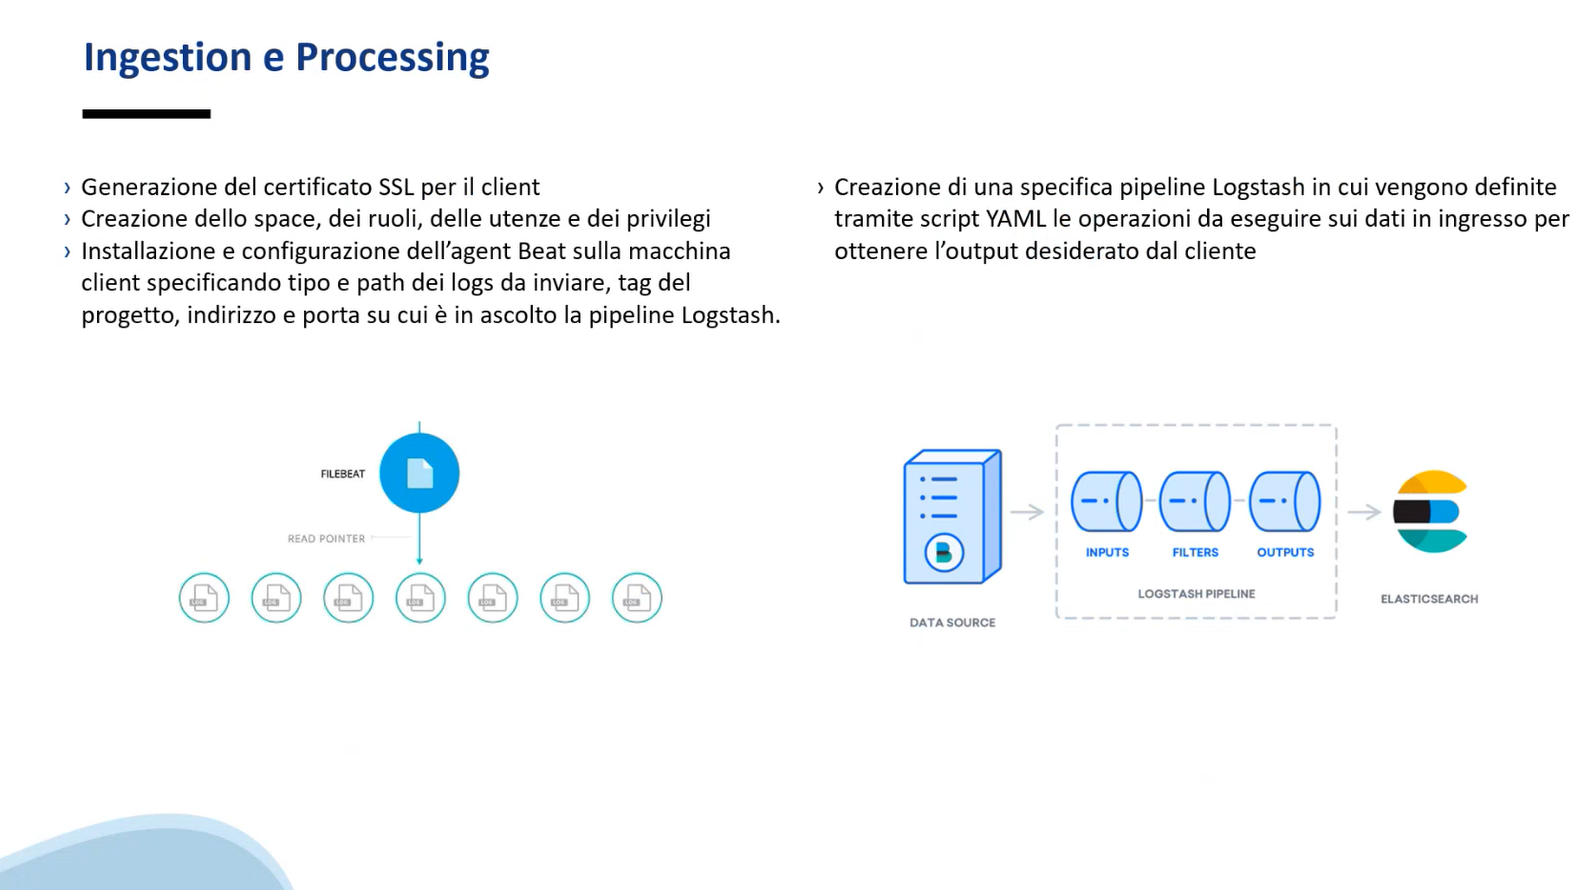 Ingestion e Processing
› Generazione del certificato SSL per il client
› Creazione dello space, dei ruoli, delle utenze e dei privilegi
› Installazione e configurazione dell’agent Beat sulla macchina
client specificando tipo e path dei logs da inviare, tag del
progetto, indirizzo e porta su cui è in ascolto la pipeline Logstash.
› Creazione di una specifica pipeline Logstash in cui vengono definite
tramite script YAML le operazioni da eseguire sui dati in ingresso per
ottenere l’output desiderato dal cliente
FILEBEAT
READ POINTER
LOG LOG LOG LOG LOG LOG LOG
INPUTS FILTERS OUTPUTS
LOGSTASH PIPELINE
DATA SOURCE
ELASTICSEARCH